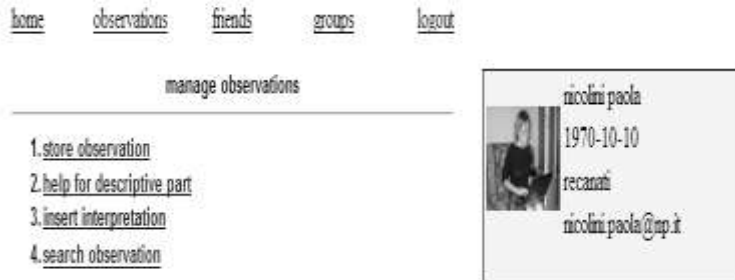 home observations friends groups logout
manage observations
1. store observation
2. help for descriptive part
3. insert interpretation
4. search observation
nicolini paola
1970-10-10
recanati
nicolini.paola@np.it